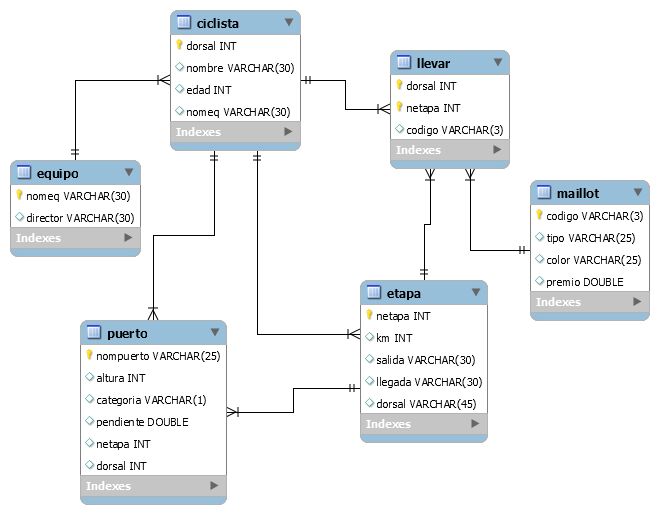 ciclista
dorsal INT
nombre VARCHAR(30)
edad INT
nomeq VARCHAR(30)
Indexes
llevar
dorsal INT
netapa INT
codigo VARCHAR(3)
Indexes
equipo
nomeq VARCHAR(30)
director VARCHAR(30)
Indexes
maillot
codigo VARCHAR(3)
tipo VARCHAR(25)
color VARCHAR(25)
premio DOUBLE
Indexes
etapa
netapa INT
km INT
salida VARCHAR(30)
llegada VARCHAR(30)
dorsal VARCHAR(45)
Indexes
puerto
nompuerto VARCHAR(25)
altura INT
categoria VARCHAR(1)
pendiente DOUBLE
netapa INT
dorsal INT
Indexes